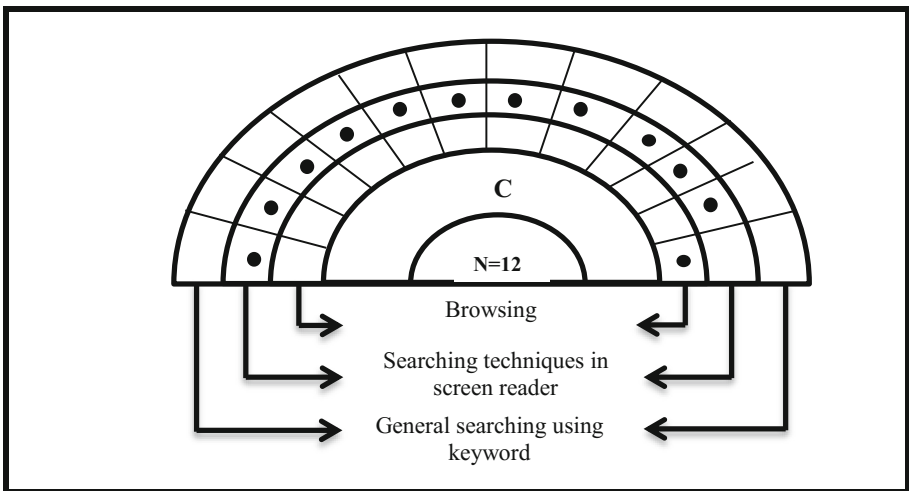 C
N=12
Browsing
Searching techniques in
screen reader
General searching using
keyword